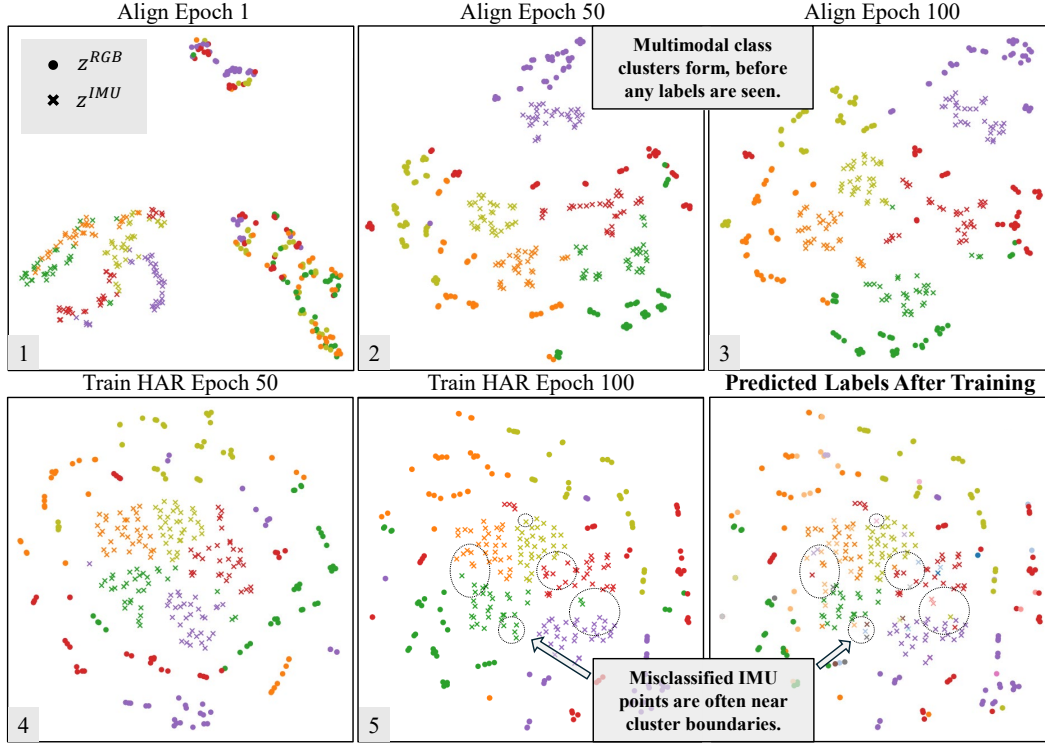 Align Epoch 1
Align Epoch 50
Align Epoch 100
z^RGB
z^IMU
Multimodal class
clusters form, before
any labels are seen.
1
2
3
Train HAR Epoch 50
Train HAR Epoch 100
Predicted Labels After Training
Misclassified IMU
points are often near
cluster boundaries.
4
5